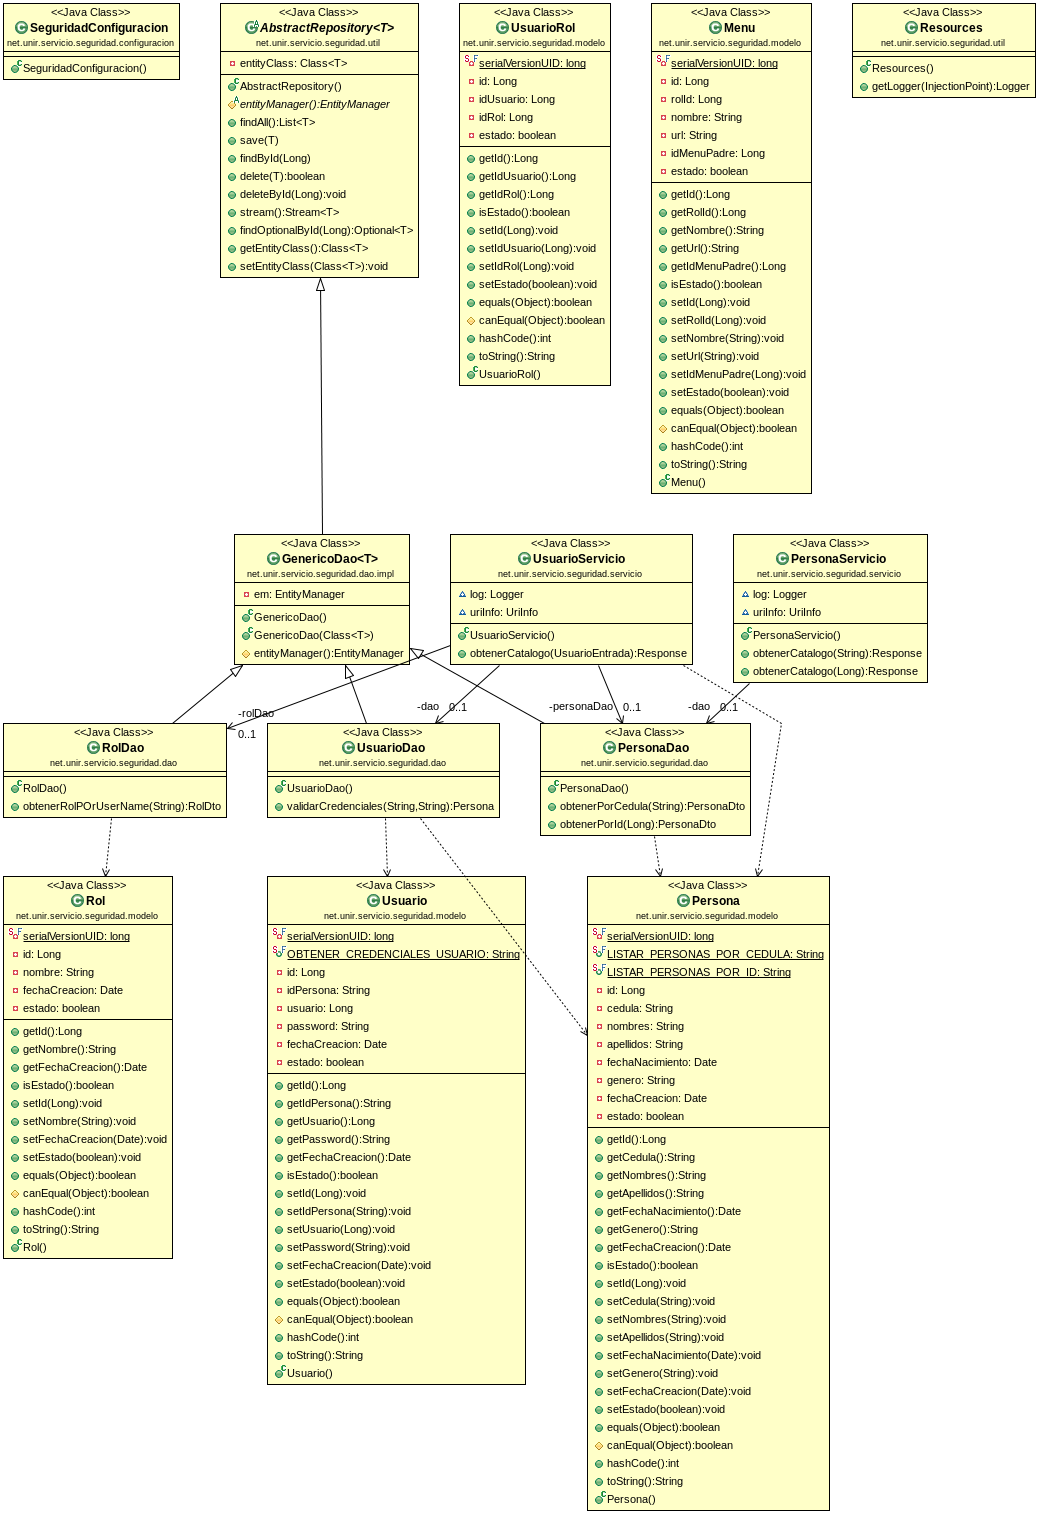 <<Java Class>>
SeguridadConfiguracion
net.unir.servicio.seguridad.configuracion
SeguridadConfiguracion()
<<Java Class>>
AbstractRepository<T>
net.unir.servicio.seguridad.util
entityClass: Class<T>
AbstractRepository()
entityManager():EntityManager
findAll():List<T>
save(T)
findById(Long)
delete(T):boolean
deleteById(Long):void
stream():Stream<T>
findOptionalById(Long):Optional<T>
getEntityClass():Class<T>
setEntityClass(Class<T>):void
<<Java Class>>
UsuarioRol
net.unir.servicio.seguridad.modelo
serialVersionUID: long
id: Long
idUsuario: Long
idRol: Long
estado: boolean
getId():Long
getIdUsuario():Long
getIdRol():Long
isEstado():boolean
setId(Long):void
setIdUsuario(Long):void
setIdRol(Long):void
setEstado(boolean):void
equals(Object):boolean
canEqual(Object):boolean
hashCode():int
toString():String
UsuarioRol()
<<Java Class>>
Menu
net.unir.servicio.seguridad.modelo
serialVersionUID: long
id: Long
rolId: Long
nombre: String
url: String
idMenuPadre: Long
estado: boolean
getId():Long
getRolId():Long
getNombre():String
getUrl():String
getIdMenuPadre():Long
isEstado():boolean
setId(Long):void
setRolId(Long):void
setNombre(String):void
setUrl(String):void
setIdMenuPadre(Long):void
setEstado(boolean):void
equals(Object):boolean
canEqual(Object):boolean
hashCode():int
toString():String
Menu()
<<Java Class>>
Resources
net.unir.servicio.seguridad.util
Resources()
getLogger(InjectionPoint):Logger
<<Java Class>>
GenericoDao<T>
net.unir.servicio.seguridad.dao.impl
em: EntityManager
GenericoDao()
GenericoDao(Class<T>)
entityManager():EntityManager
<<Java Class>>
UsuarioServicio
net.unir.servicio.seguridad.servicio
log: Logger
uriInfo: UriInfo
UsuarioServicio()
obtenerCatalogo(UsuarioEntrada):Response
<<Java Class>>
PersonaServicio
net.unir.servicio.seguridad.servicio
log: Logger
uriInfo: UriInfo
PersonaServicio()
obtenerCatalogo(String):Response
obtenerCatalogo(Long):Response
-rolDao
0..1
-dao
0..1
-personaDao
0..1
-dao
0..1
<<Java Class>>
RolDao
net.unir.servicio.seguridad.dao
RolDao()
obtenerRolPOrUserName(String):RolDto
<<Java Class>>
UsuarioDao
net.unir.servicio.seguridad.dao
UsuarioDao()
validarCredenciales(String,String):Persona
<<Java Class>>
PersonaDao
net.unir.servicio.seguridad.dao
PersonaDao()
obtenerPorCedula(String):PersonaDto
obtenerPorId(Long):PersonaDto
<<Java Class>>
Rol
net.unir.servicio.seguridad.modelo
serialVersionUID: long
id: Long
nombre: String
fechaCreacion: Date
estado: boolean
getId():Long
getNombre():String
getFechaCreacion():Date
isEstado():boolean
setId(Long):void
setNombre(String):void
setFechaCreacion(Date):void
setEstado(boolean):void
equals(Object):boolean
canEqual(Object):boolean
hashCode():int
toString():String
Rol()
<<Java Class>>
Usuario
net.unir.servicio.seguridad.modelo
serialVersionUID: long
OBTENER_CREDENCIALES_USUARIO: String
id: Long
idPersona: String
usuario: Long
password: String
fechaCreacion: Date
estado: boolean
getId():Long
getIdPersona():String
getUsuario():Long
getPassword():String
getFechaCreacion():Date
isEstado():boolean
setId(Long):void
setIdPersona(String):void
setUsuario(Long):void
setPassword(String):void
setFechaCreacion(Date):void
setEstado(boolean):void
equals(Object):boolean
canEqual(Object):boolean
hashCode():int
toString():String
Usuario()
<<Java Class>>
Persona
net.unir.servicio.seguridad.modelo
serialVersionUID: long
LISTAR_PERSONAS_POR_CEDULA: String
LISTAR_PERSONAS_POR_ID: String
id: Long
cedula: String
nombres: String
apellidos: String
fechaNacimiento: Date
genero: String
fechaCreacion: Date
estado: boolean
getId():Long
getCedula():String
getNombres():String
getApellidos():String
getFechaNacimiento():Date
getGenero():String
getFechaCreacion():Date
isEstado():boolean
setId(Long):void
setCedula(String):void
setNombres(String):void
setApellidos(String):void
setFechaNacimiento(Date):void
setGenero(String):void
setFechaCreacion(Date):void
setEstado(boolean):void
equals(Object):boolean
canEqual(Object):boolean
hashCode():int
toString():String
Persona()